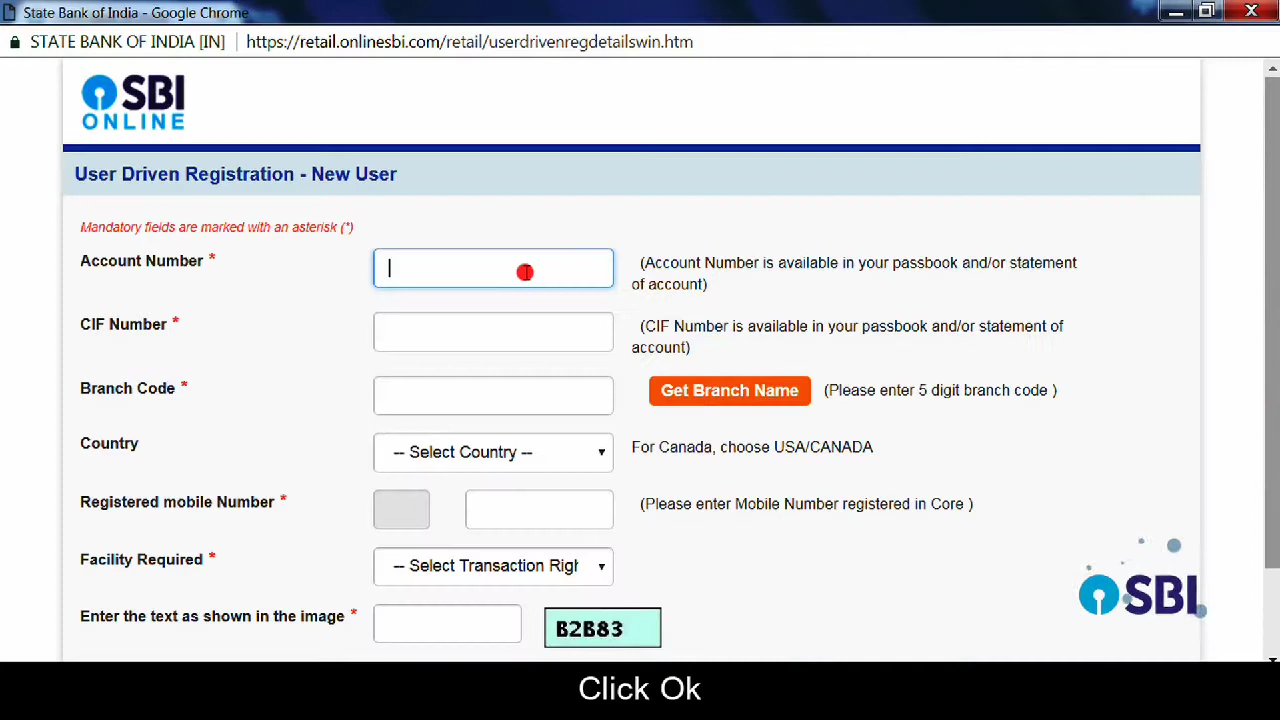 State Bank of India - Google Chrome
STATE BANK OF INDIA [IN] https://retail.onlinesbi.com/retail/userdrivenregdetailswin.htm
SBI
ONLINE
User Driven Registration - New User
Mandatory fields are marked with an asterisk (*)
Account Number *
(Account Number is available in your passbook and/or statement
of account)
CIF Number *
(CIF Number is available in your passbook and/or statement of
account)
Branch Code *
Get Branch Name (Please enter 5 digit branch code )
Country
-- Select Country --
For Canada, choose USA/CANADA
Registered mobile Number *
(Please enter Mobile Number registered in Core )
Facility Required *
-- Select Transaction Righ
SBI
Enter the text as shown in the image *
B2B83
Click Ok